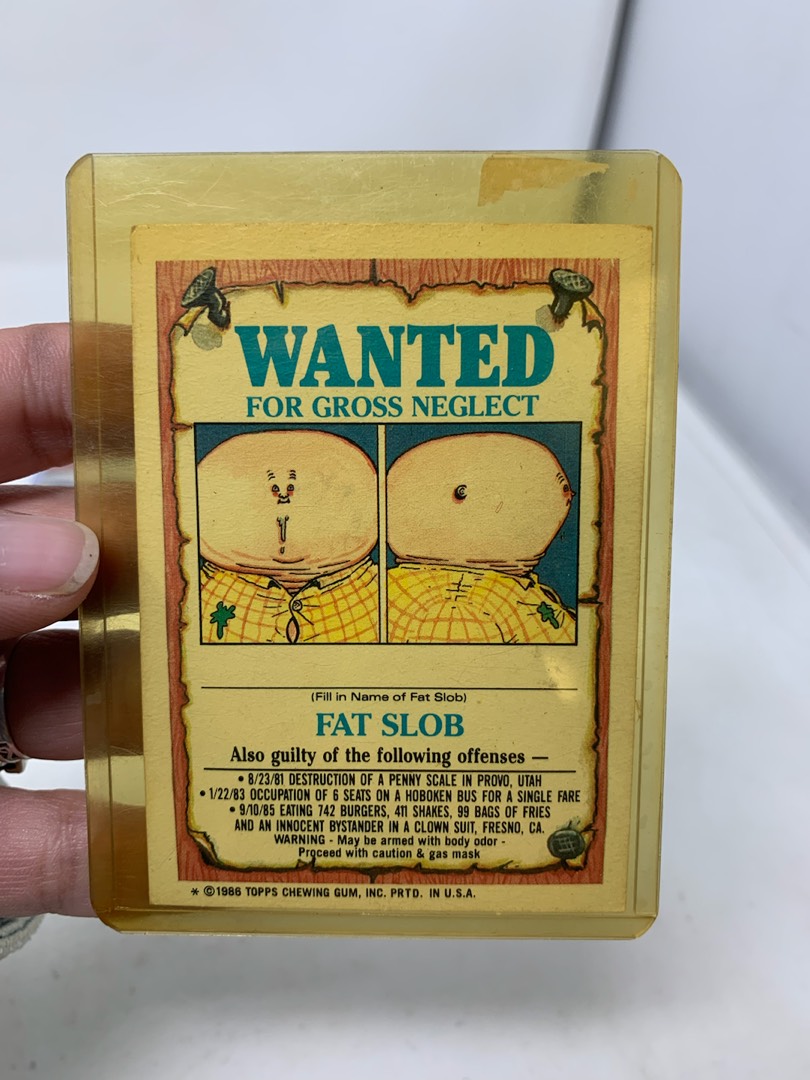 WANTED
FOR GROSS NEGLECT
(Fill in Name of Fat Slob)
FAT SLOB
Also guilty of the following offenses —
• 8/23/81 DESTRUCTION OF A PENNY SCALE IN PROVO, UTAH
• 1/22/83 OCCUPATION OF 6 SEATS ON A HOBOKEN BUS FOR A SINGLE FARE
• 9/10/85 EATING 742 BURGERS, 411 SHAKES, 99 BAGS OF FRIES
AND AN INNOCENT BYSTANDER IN A CLOWN SUIT, FRESNO, CA.
WARNING - May be armed with body odor -
Proceed with caution & gas mask
* ©1986 TOPPS CHEWING GUM, INC. PRTD. IN U.S.A.